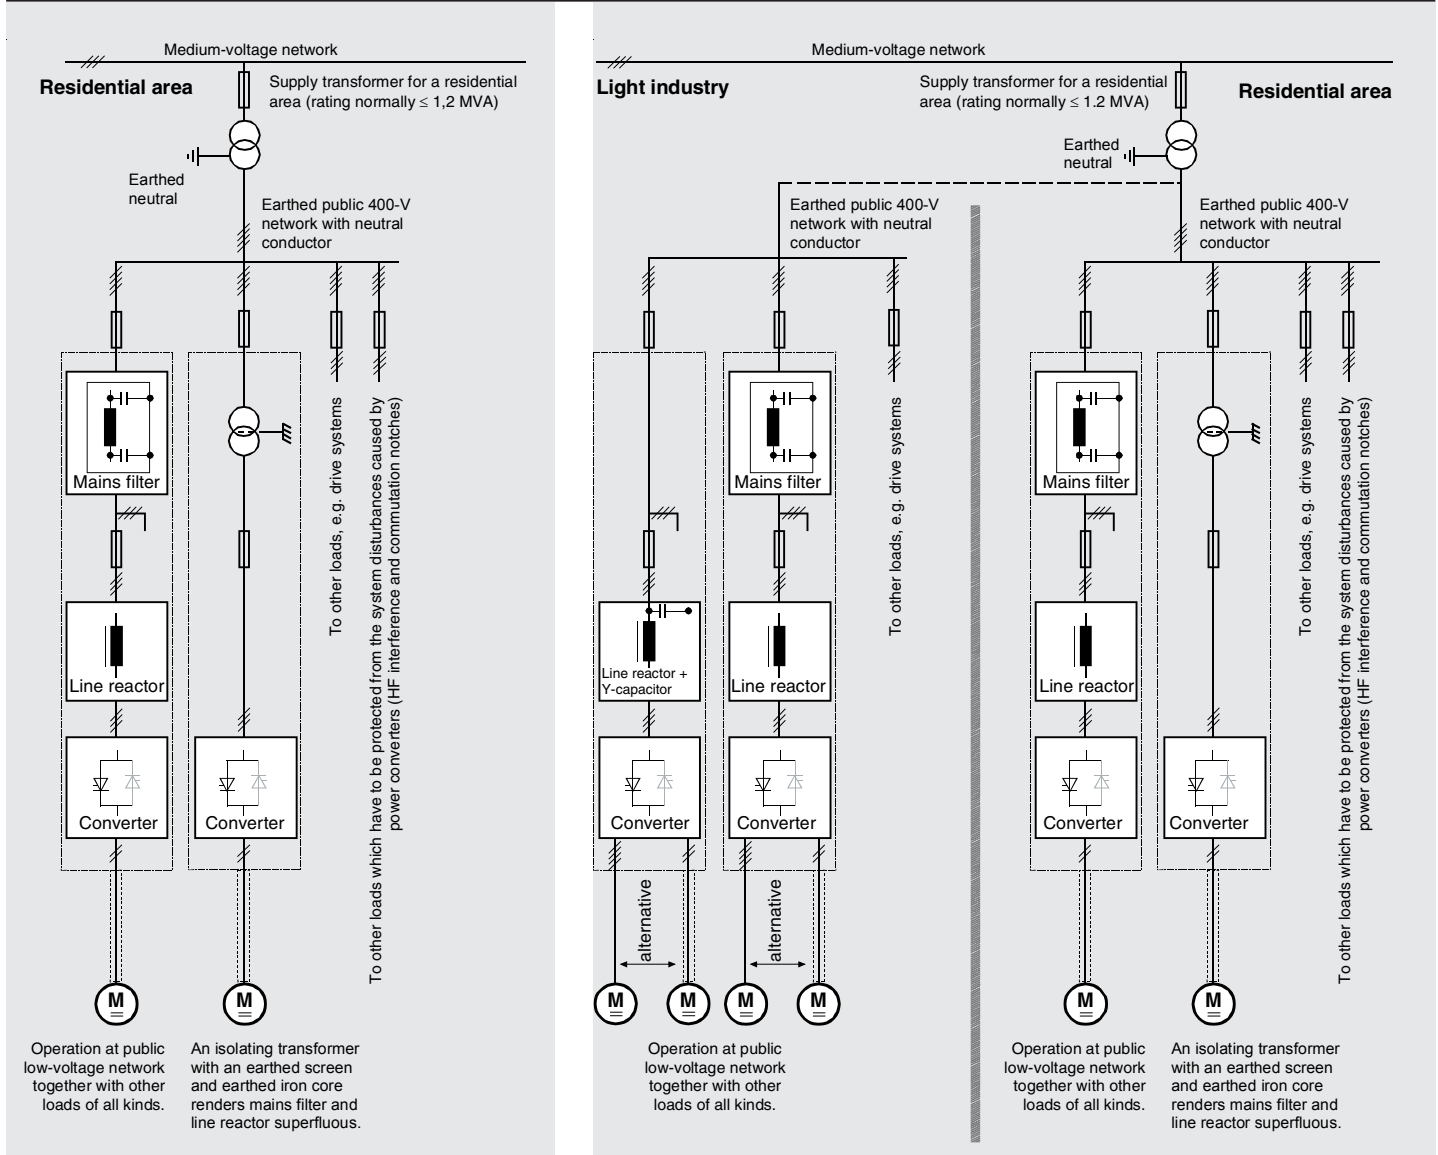 Medium-voltage network
Residential area
Supply transformer for a residential
area (rating normally ≤ 1,2 MVA)
Earthed
neutral
Earthed public 400-V
network with neutral
conductor
Mains filter
Line reactor
Converter
Converter
To other loads, e.g. drive systems
To other loads which have to be protected from the system disturbances caused by
power converters (HF interference and commutation notches)
M
M
Operation at public
low-voltage network
together with other
loads of all kinds.
An isolating transformer
with an earthed screen
and earthed iron core
renders mains filter and
line reactor superfluous.
Medium-voltage network
Light industry
Supply transformer for a residential
area (rating normally ≤ 1.2 MVA)
Residential area
Earthed
neutral
Earthed public 400-V
network with neutral
conductor
Earthed public 400-V
network with neutral
conductor
Mains filter
Line reactor +
Y-capacitor
Line reactor
Converter
Converter
To other loads, e.g. drive systems
alternative
alternative
M
M
M
M
Operation at public
low-voltage network
together with other
loads of all kinds.
Mains filter
Line reactor
Converter
Converter
To other loads, e.g. drive systems
To other loads which have to be protected from the system disturbances caused by
power converters (HF interference and commutation notches)
M
M
Operation at public
low-voltage network
together with other
loads of all kinds.
An isolating transformer
with an earthed screen
and earthed iron core
renders mains filter and
line reactor superfluous.